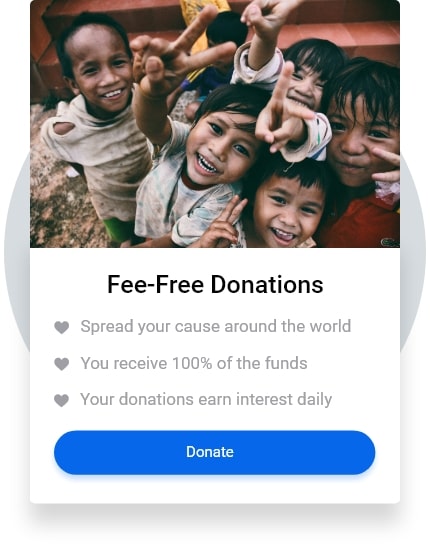 Fee-Free Donations
Spread your cause around the world
You receive 100% of the funds
Your donations earn interest daily
Donate